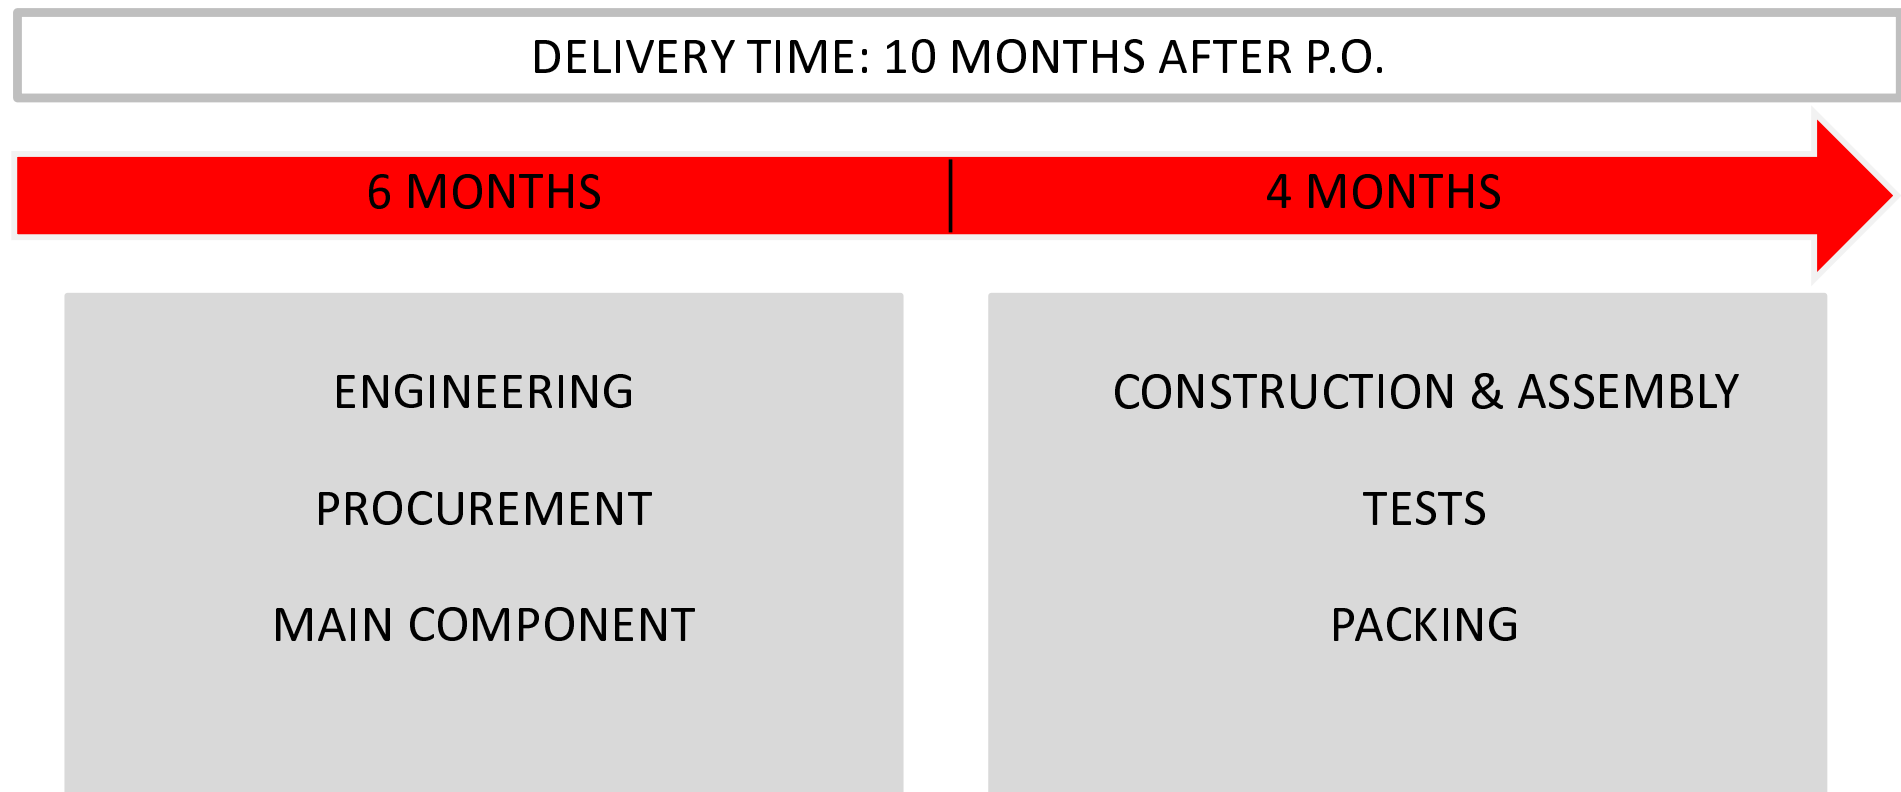 DELIVERY TIME: 10 MONTHS AFTER P.O.
6 MONTHS
4 MONTHS
ENGINEERING
PROCUREMENT
MAIN COMPONENT
CONSTRUCTION & ASSEMBLY
TESTS
PACKING